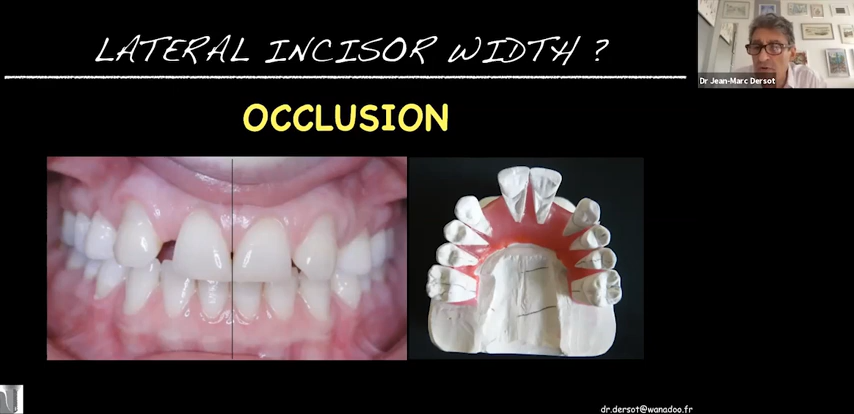 LATERAL INCISOR WIDTH ?
Dr Jean-Marc Dersot
OCCLUSION
dr.dersot@wanadoo.fr